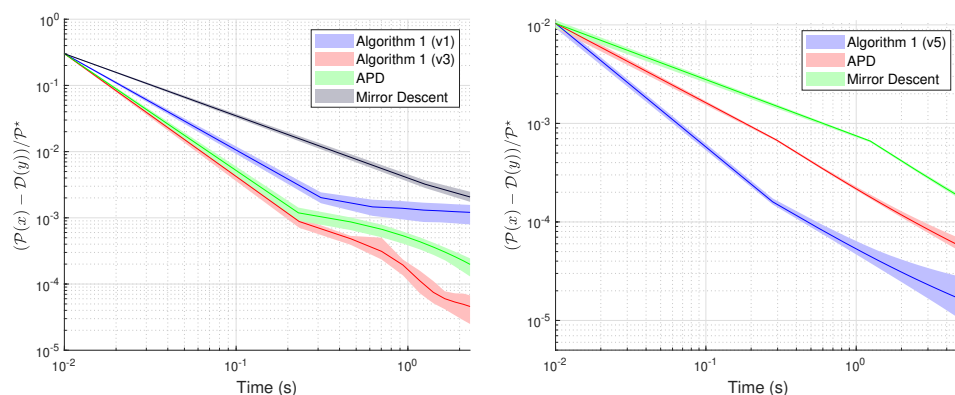 10^0
10^-1
10^-2
10^-3
10^-4
10^-5
(P(x) − D(y))/P*
Algorithm 1 (v1)
Algorithm 1 (v3)
APD
Mirror Descent
10^-2
10^-1
10^0
Time (s)
10^-2
10^-3
10^-4
10^-5
(P(x) − D(y))/P*
Algorithm 1 (v5)
APD
Mirror Descent
10^-2
10^-1
10^0
Time (s)